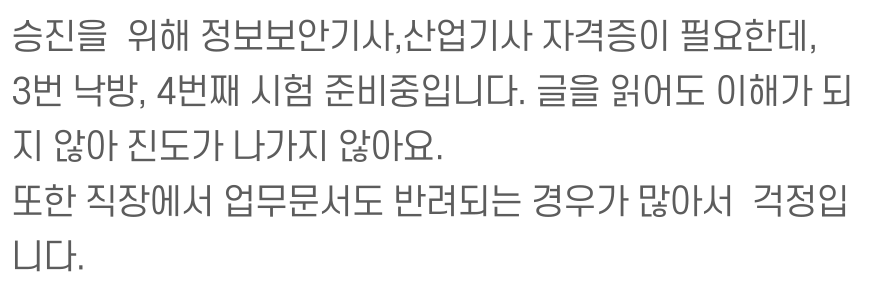 승진을  위해 정보보안기사,산업기사 자격증이 필요한데,
3번 낙방, 4번째 시험 준비중입니다. 글을 읽어도 이해가 되
지 않아 진도가 나가지 않아요.
또한 직장에서 업무문서도 반려되는 경우가 많아서  걱정입
니다.